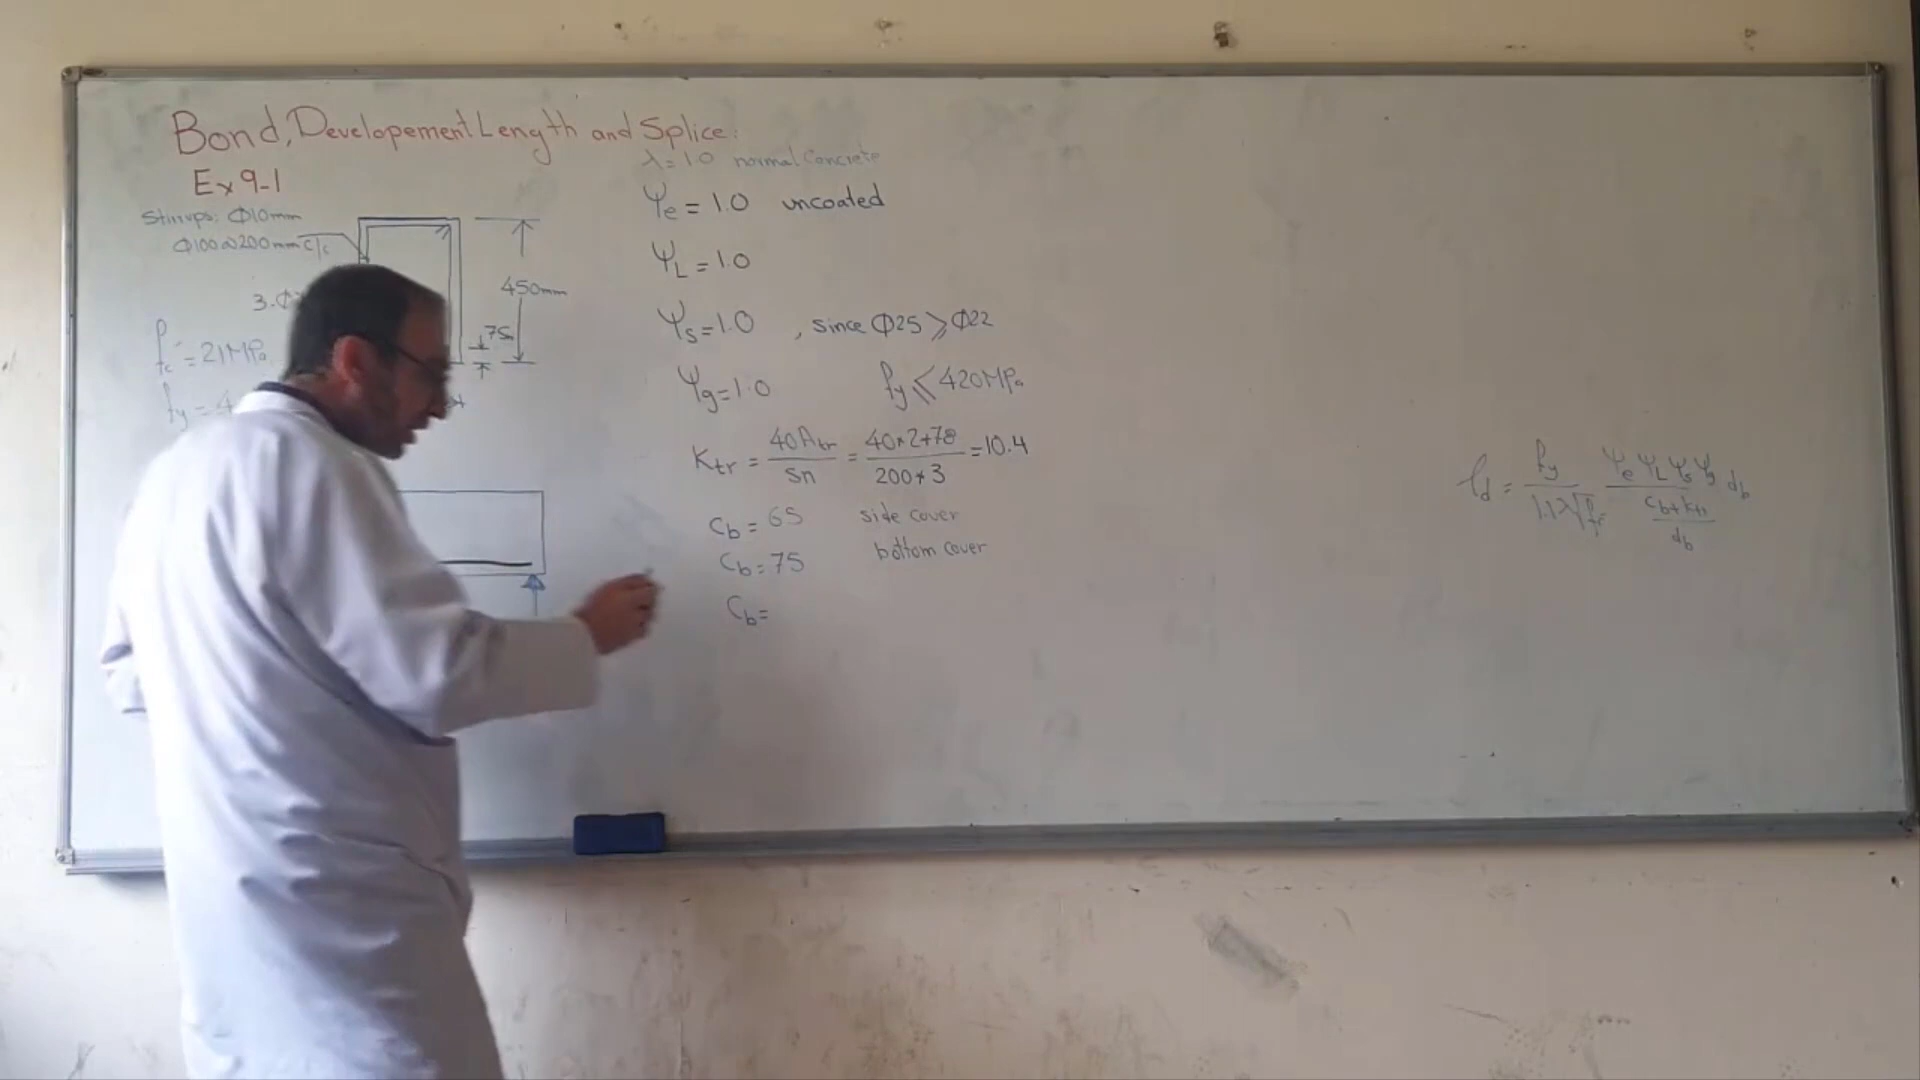 Bond, Developement Length and Splice:
Ex 9-1
Stirrups: Φ10mm
Φ100@200mm c/c
3.Φ
450mm
75
fc' = 21MPa
fy = 4
λ = 1.0 normal Concrete
Ψe = 1.0 uncoated
ΨL = 1.0
Ψs = 1.0 , since Φ25 ⩾ Φ22
Ψg = 1.0 fy ⩽ 420MPa
Ktr = 40Atr / Sn = 40*2*78 / 200*3 = 10.4
Cb = 65 side cover
Cb = 75 bottom cover
Cb =
ld = fy / 1.1λ√fc' Ψe ΨL Ψs Ψg / (Cb + Ktr / db) db